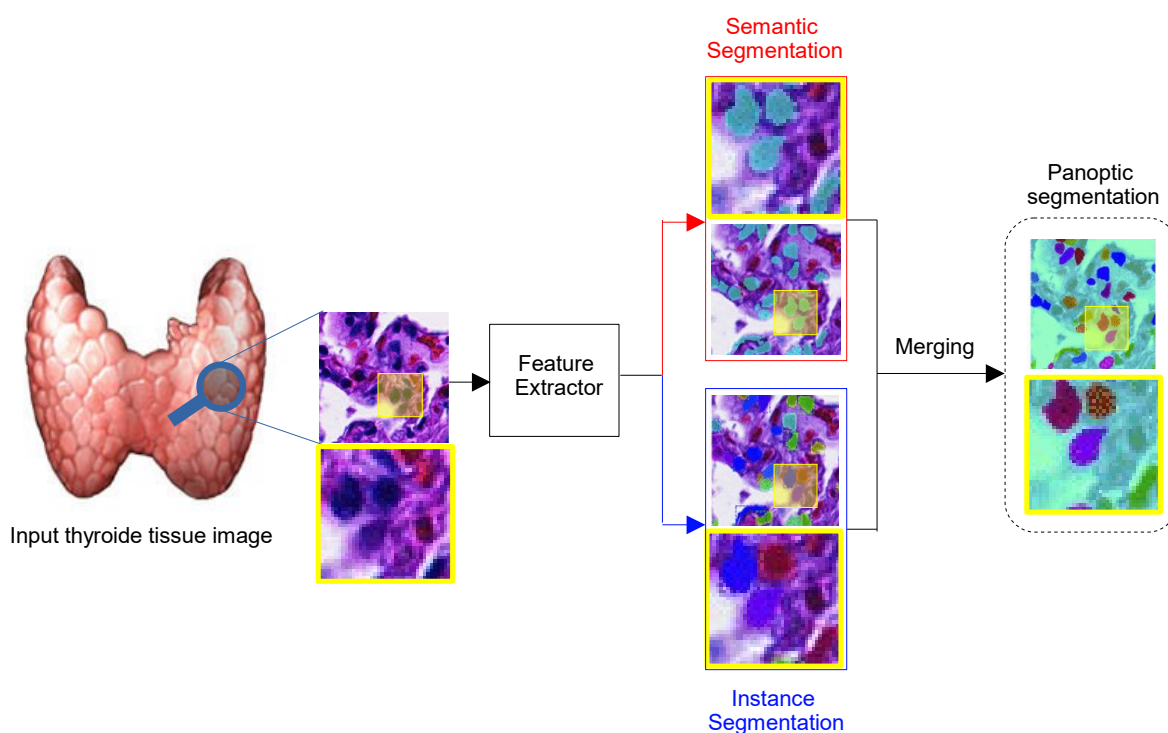 Semantic
Segmentation
Panoptic
segmentation
Feature
Extractor
Merging
Input thyroide tissue image
Instance
Segmentation